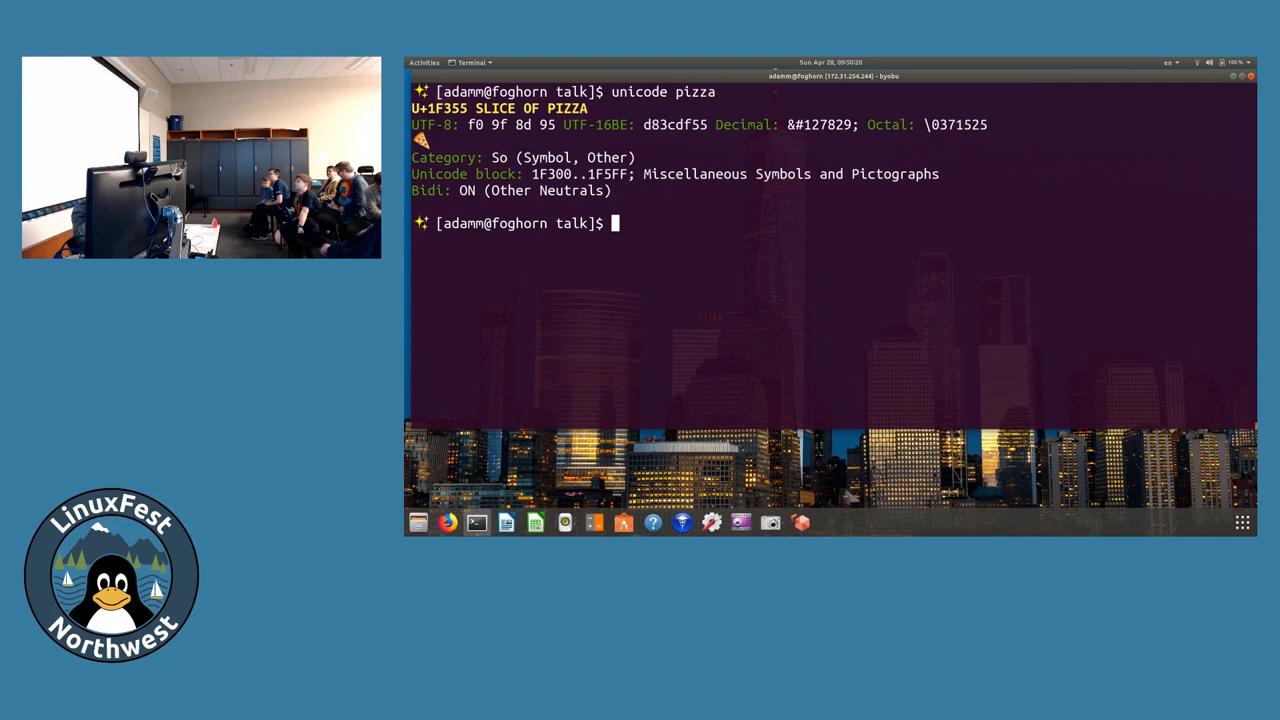 Activities
Terminal
Sun Apr 28, 09:50:20
en
100 %
adamm@foghorn (172.31.254.244) - byobu
✨ [adamm@foghorn talk]$ unicode pizza
U+1F355 SLICE OF PIZZA
UTF-8: f0 9f 8d 95 UTF-16BE: d83cdf55 Decimal: &#127829; Octal: \0371525
🍕
Category: So (Symbol, Other)
Unicode block: 1F300..1F5FF; Miscellaneous Symbols and Pictographs
Bidi: ON (Other Neutrals)
✨ [adamm@foghorn talk]$
LinuxFest
Northwest